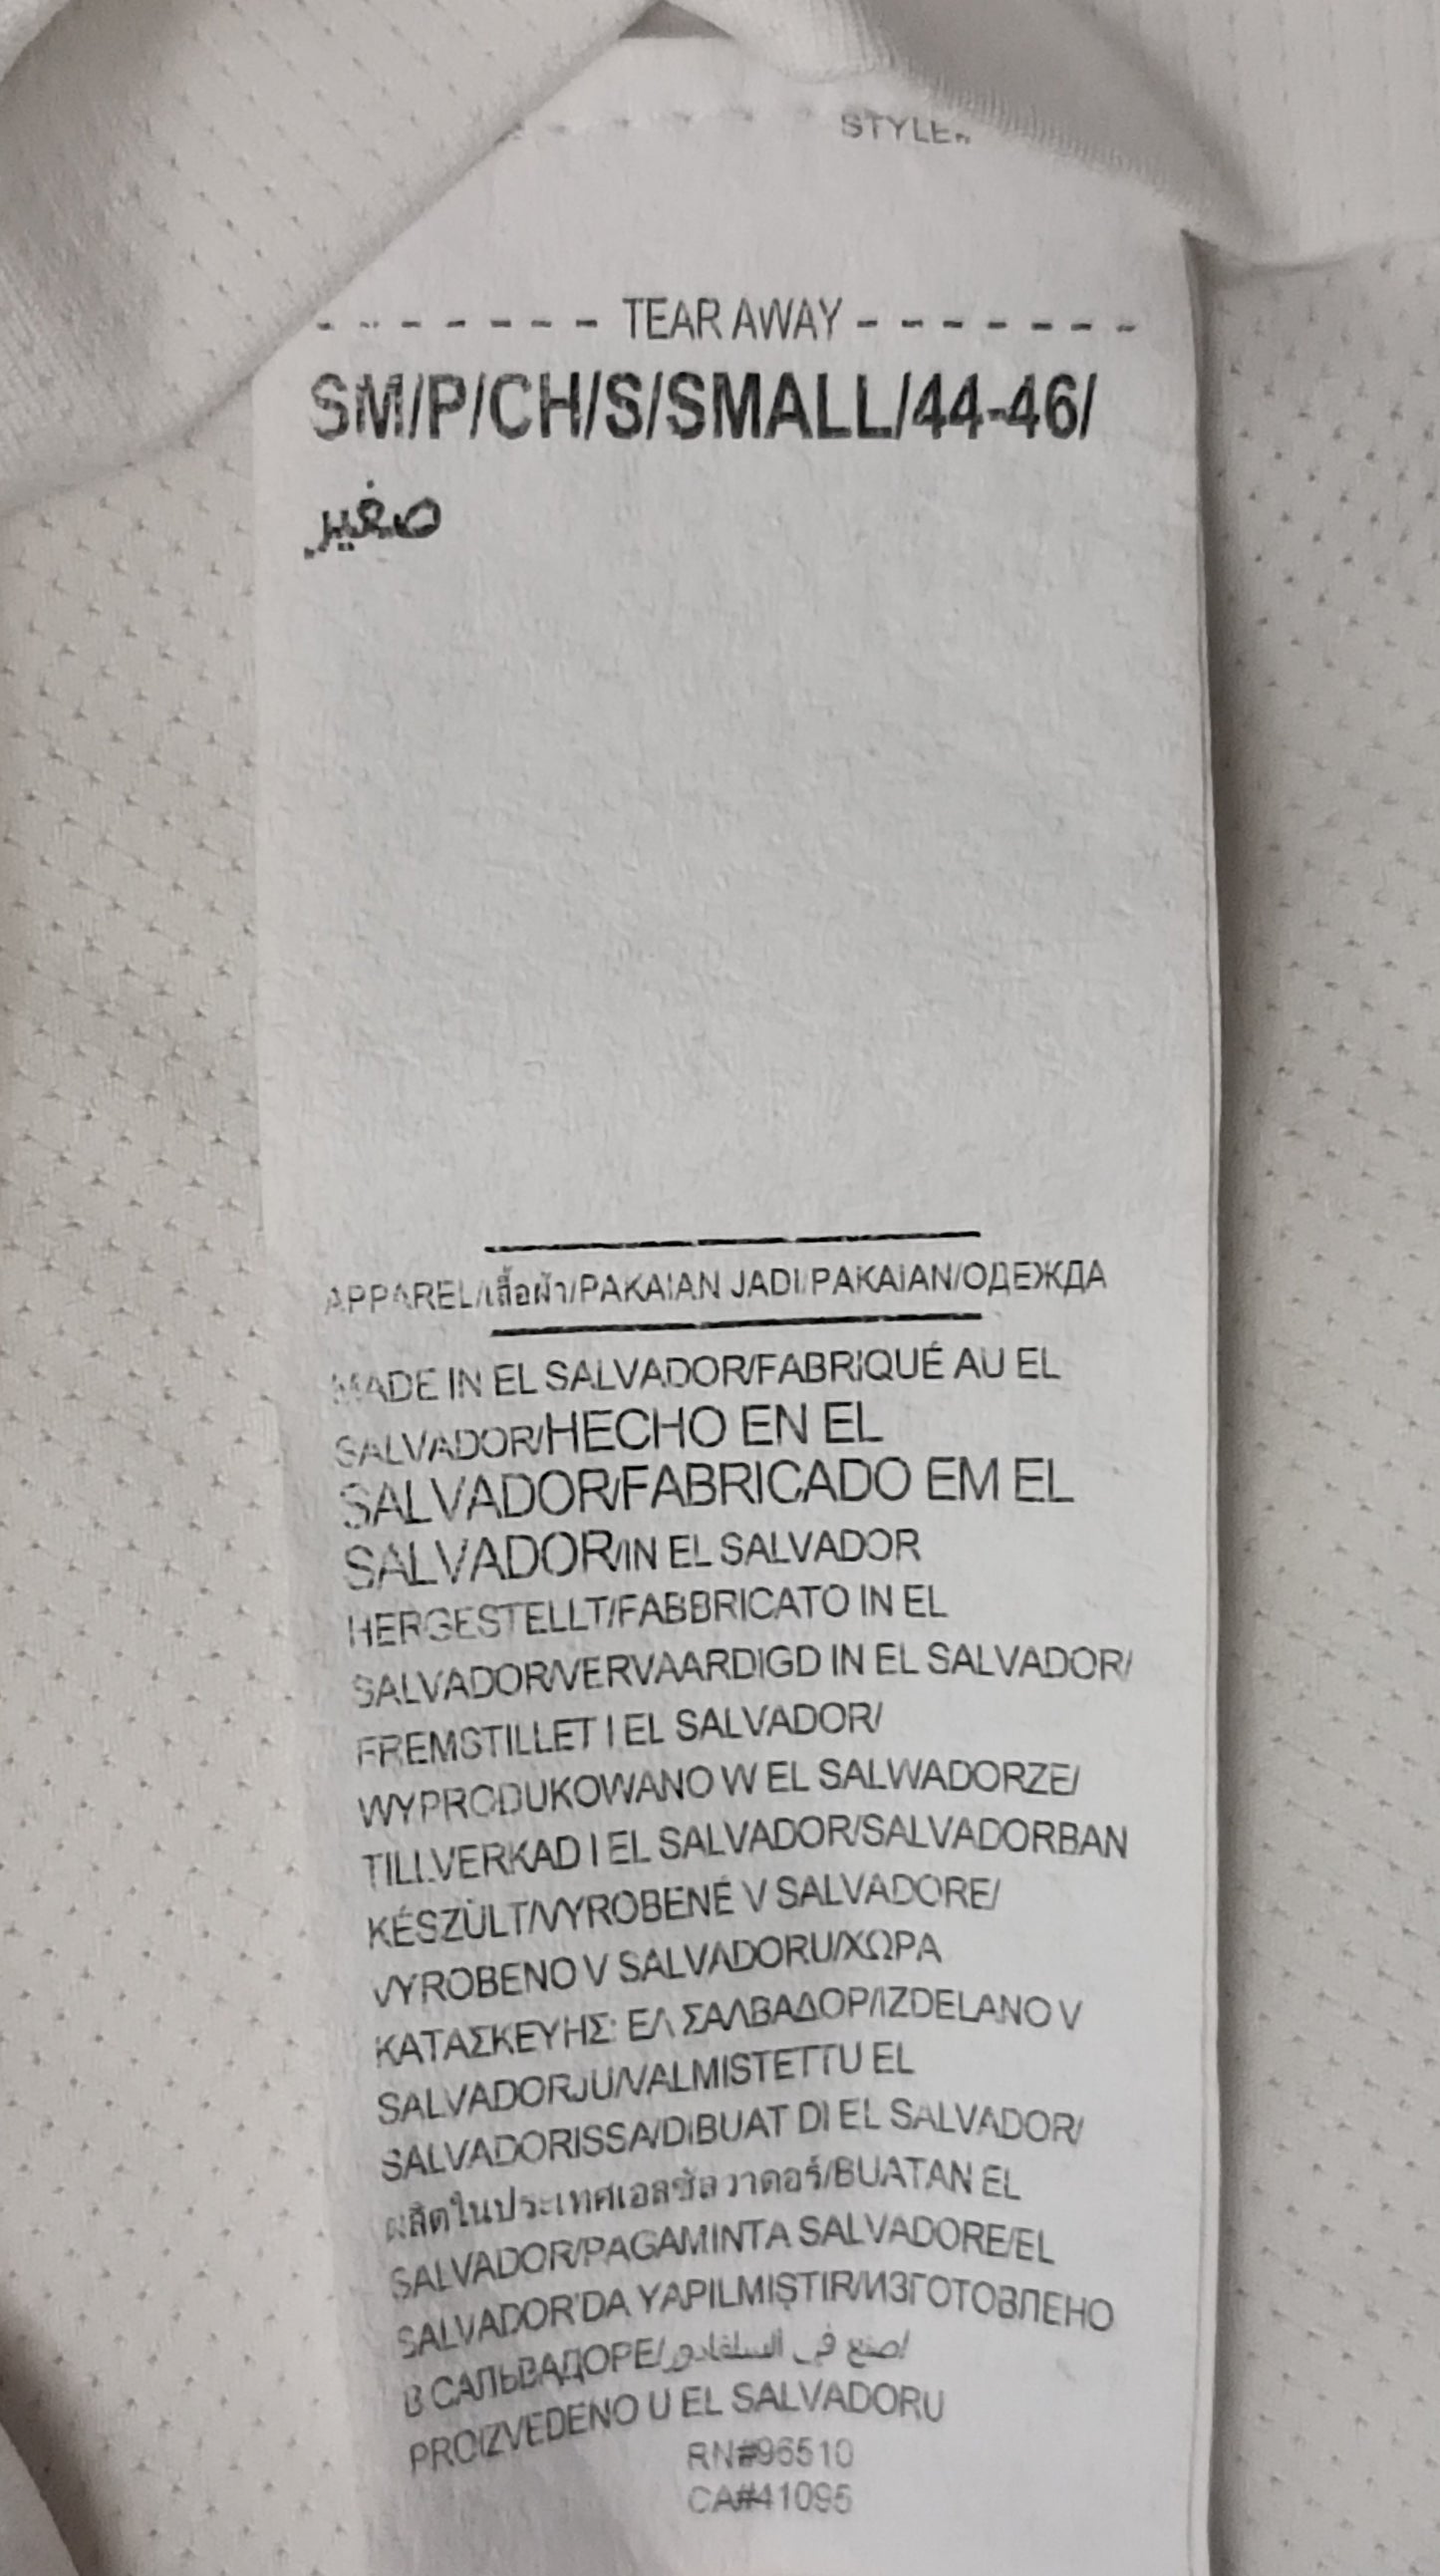 STYLE#
- - - - - - - TEAR AWAY - - - - - - -
SM/P/CH/S/SMALL/44-46/
صغير
APPAREL/เสื้อผ้า/PAKAIAN JADI/PAKAIAN/ОДЕЖДА
MADE IN EL SALVADOR/FABRIQUÉ AU EL
SALVADOR/HECHO EN EL
SALVADOR/FABRICADO EM EL
SALVADOR/IN EL SALVADOR
HERGESTELLT/FABBRICATO IN EL
SALVADOR/VERVAARDIGD IN EL SALVADOR/
FREMSTILLET I EL SALVADOR/
WYPRODUKOWANO W EL SALWADORZE/
TILLVERKAD I EL SALVADOR/SALVADORBAN
KÉSZÜLT/VYROBENÉ V SALVADORE/
VYROBENO V SALVADORU/ΧΩΡΑ
ΚΑΤΑΣΚΕΥΗΣ: ΕΛ ΣΑΛΒΑΔΟΡ/IZDELANO V
SALVADORJU/VALMISTETTU EL
SALVADORISSA/DIBUAT DI EL SALVADOR/
ผลิตในประเทศเอลซัลวาดอร์/BUATAN EL
SALVADOR/PAGAMINTA SALVADORE/EL
SALVADOR'DA YAPILMIŞTIR/ИЗГОТОВЛЕНО
В САЛЬВАДОРЕ/صنع في السلفادور/
PROIZVEDENO U EL SALVADORU
RN#96510
CA#41095